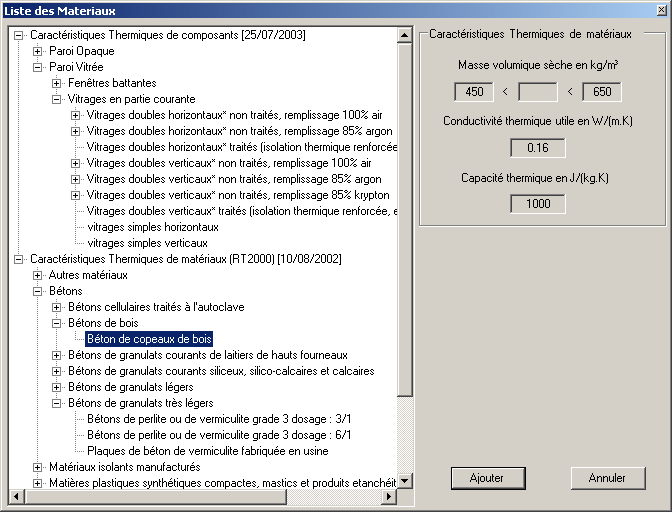 Liste des Materiaux
Caractéristiques Thermiques de composants [25/07/2003]
Paroi Opaque
Paroi Vitrée
Fenêtres battantes
Vitrages en partie courante
Vitrages doubles horizontaux* non traités, remplissage 100% air
Vitrages doubles horizontaux* non traités, remplissage 85% argon
Vitrages doubles horizontaux* traités (isolation thermique renforcée
Vitrages doubles verticaux* non traités, remplissage 100% air
Vitrages doubles verticaux* non traités, remplissage 85% argon
Vitrages doubles verticaux* non traités, remplissage 85% krypton
Vitrages doubles verticaux* traités (isolation thermique renforcée, e
vitrages simples horizontaux
vitrages simples verticaux
Caractéristiques Thermiques de matériaux (RT2000) [10/08/2002]
Autres matériaux
Bétons
Bétons cellulaires traités à l'autoclave
Bétons de bois
Béton de copeaux de bois
Bétons de granulats courants de laitiers de hauts fourneaux
Bétons de granulats courants siliceux, silico-calcaires et calcaires
Bétons de granulats légers
Bétons de granulats très légers
Bétons de perlite ou de vermiculite grade 3 dosage : 3/1
Bétons de perlite ou de vermiculite grade 3 dosage : 6/1
Plaques de béton de vermiculite fabriquée en usine
Matériaux isolants manufacturés
Matières plastiques synthétiques compactes, mastics et produits etanchéit
Caractéristiques Thermiques de matériaux
Masse volumique sèche en kg/m³
450 < < 650
Conductivité thermique utile en W/(m.K)
0.16
Capacité thermique en J/(kg.K)
1000
Ajouter
Annuler